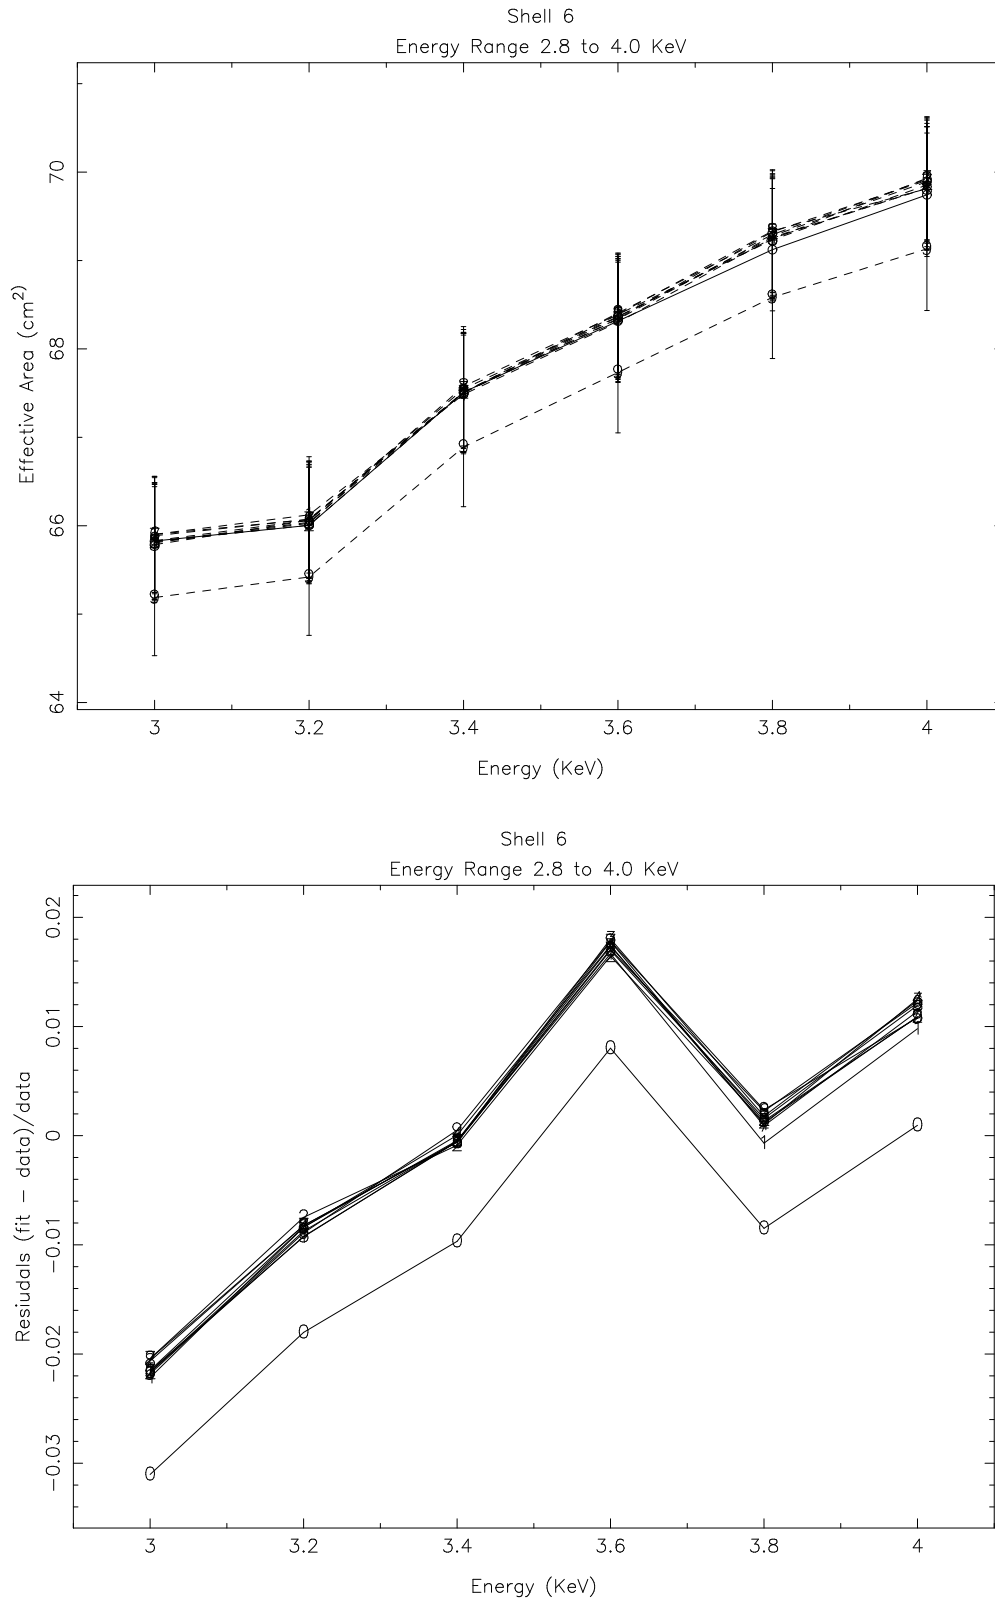 Shell 6
Energy Range 2.8 to 4.0 KeV
Effective Area (cm²)
70
68
66
64
3 3.2 3.4 3.6 3.8 4
Energy (KeV)
Shell 6
Energy Range 2.8 to 4.0 KeV
Resiudals (fit − data)/data
0.02
0.01
0
−0.01
−0.02
−0.03
3 3.2 3.4 3.6 3.8 4
Energy (KeV)